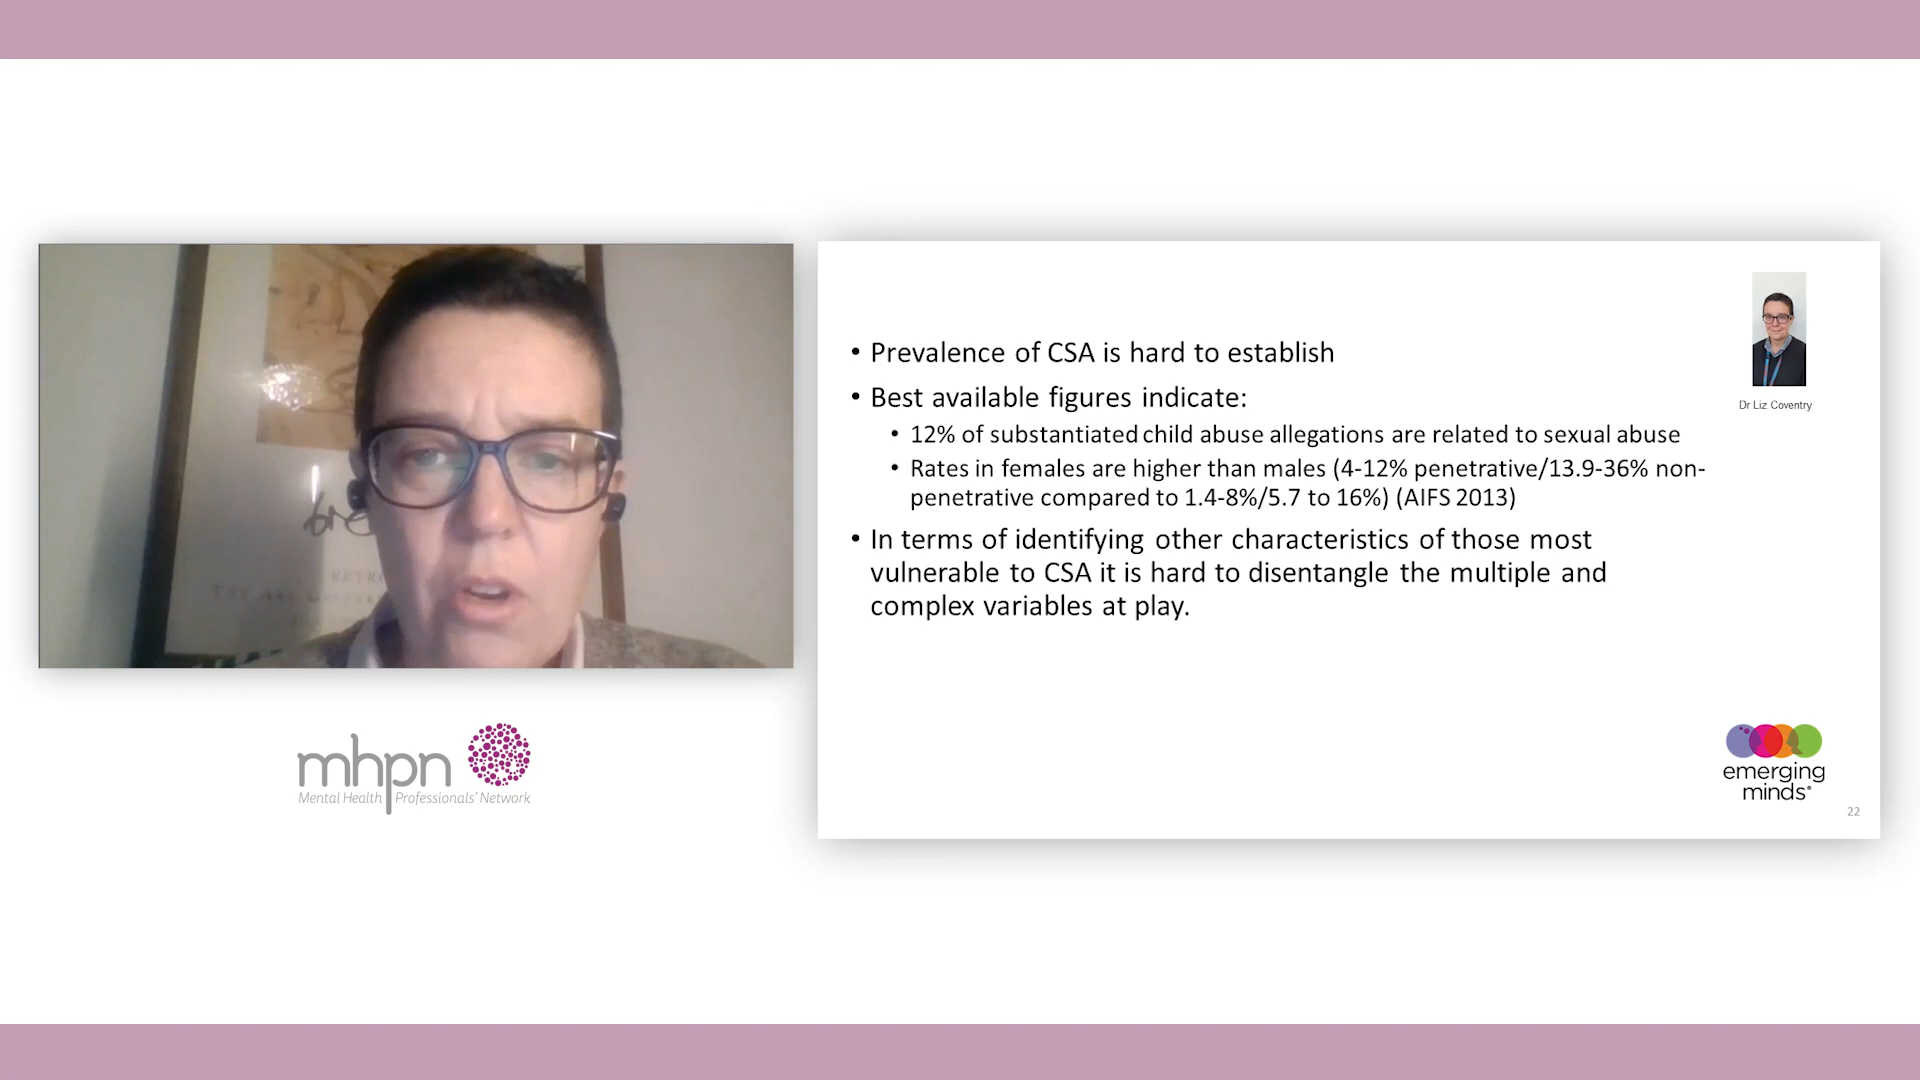 • Prevalence of CSA is hard to establish
• Best available figures indicate:
• 12% of substantiated child abuse allegations are related to sexual abuse
• Rates in females are higher than males (4-12% penetrative/13.9-36% non-
penetrative compared to 1.4-8%/5.7 to 16%) (AIFS 2013)
• In terms of identifying other characteristics of those most
vulnerable to CSA it is hard to disentangle the multiple and
complex variables at play.
Dr Liz Coventry
mhpn
Mental Health Professionals' Network
emerging
minds
22